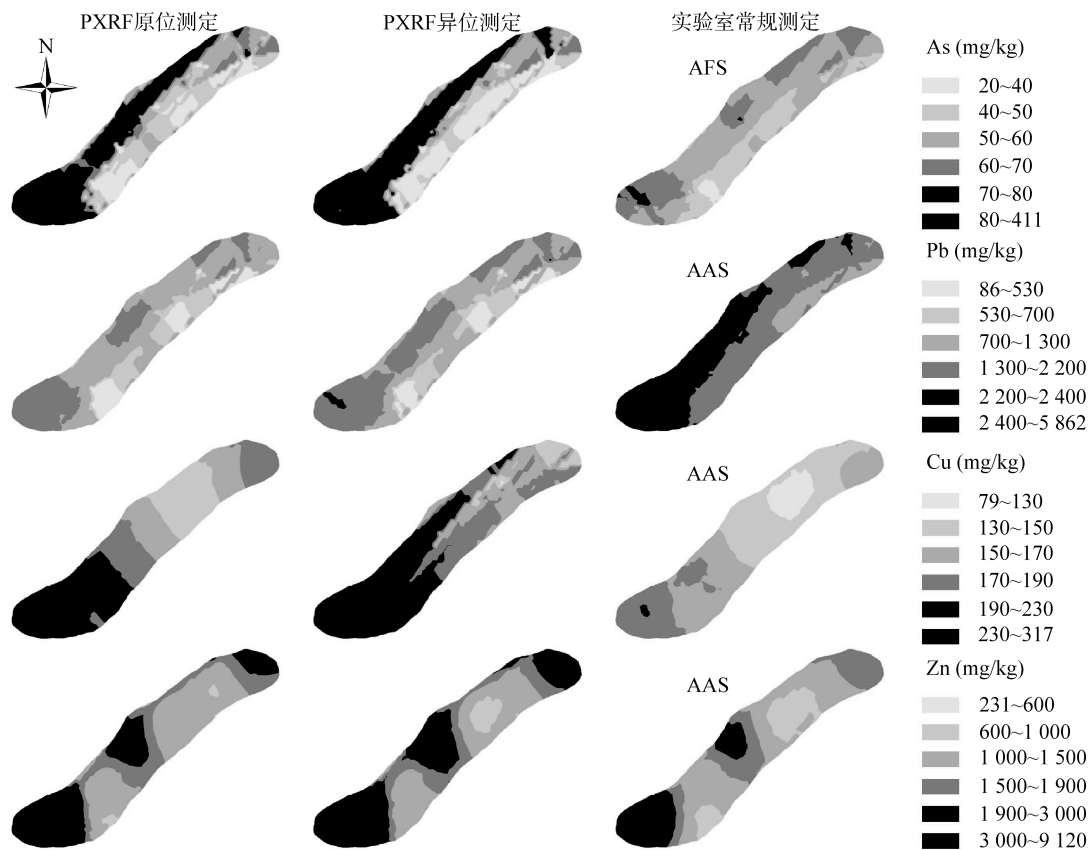 PXRF原位测定
PXRF异位测定
实验室常规测定
N
AFS
As (mg/kg)
20~40
40~50
50~60
60~70
70~80
80~411
AAS
Pb (mg/kg)
86~530
530~700
700~1 300
1 300~2 200
2 200~2 400
2 400~5 862
AAS
Cu (mg/kg)
79~130
130~150
150~170
170~190
190~230
230~317
AAS
Zn (mg/kg)
231~600
600~1 000
1 000~1 500
1 500~1 900
1 900~3 000
3 000~9 120